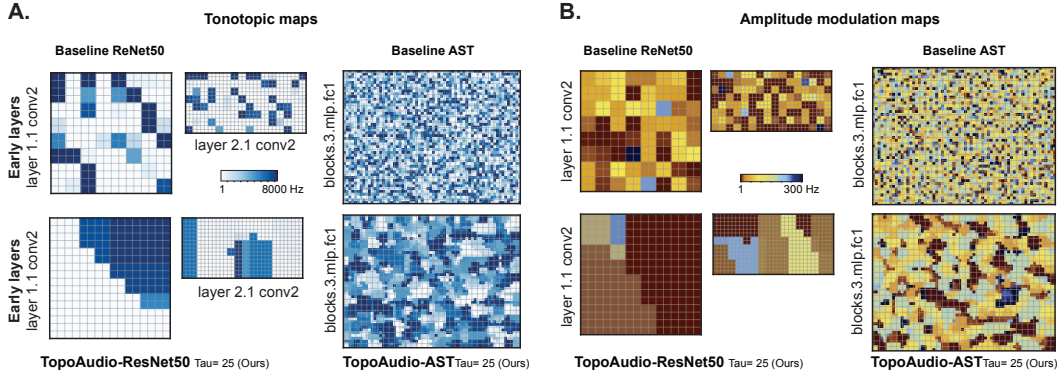 A.
Tonotopic maps
Baseline ReNet50
Baseline AST
Early layers
layer 1.1 conv2
layer 2.1 conv2
1
8000 Hz
blocks.3.mlp.fc1
Early layers
layer 1.1 conv2
layer 2.1 conv2
blocks.3.mlp.fc1
TopoAudio-ResNet50 Tau= 25 (Ours)
TopoAudio-AST Tau= 25 (Ours)
B.
Amplitude modulation maps
Baseline ReNet50
Baseline AST
layer 1.1 conv2
1
300 Hz
blocks.3.mlp.fc1
layer 1.1 conv2
blocks.3.mlp.fc1
TopoAudio-ResNet50 Tau= 25 (Ours)
TopoAudio-AST Tau= 25 (Ours)